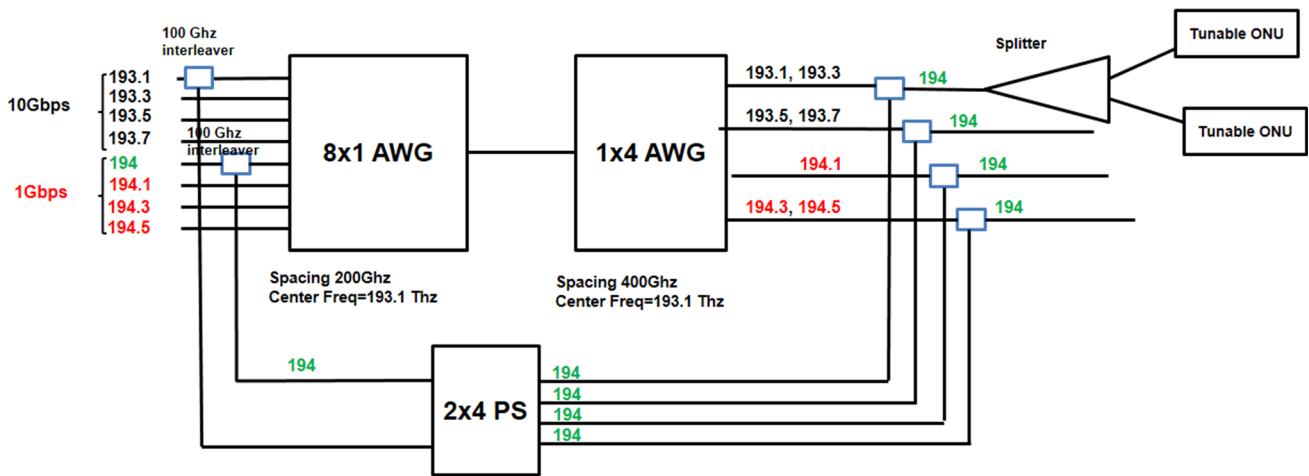 100 Ghz
interleaver
193.1
193.3
10Gbps
193.5
193.7
100 Ghz
interleaver
194
194.1
1Gbps
194.3
194.5
8x1 AWG
Spacing 200Ghz
Center Freq=193.1 Thz
1x4 AWG
Spacing 400Ghz
Center Freq=193.1 Thz
193.1, 193.3
193.5, 193.7
194.1
194.3, 194.5
194
194
194
194
Splitter
Tunable ONU
Tunable ONU
194
2x4 PS
194
194
194
194